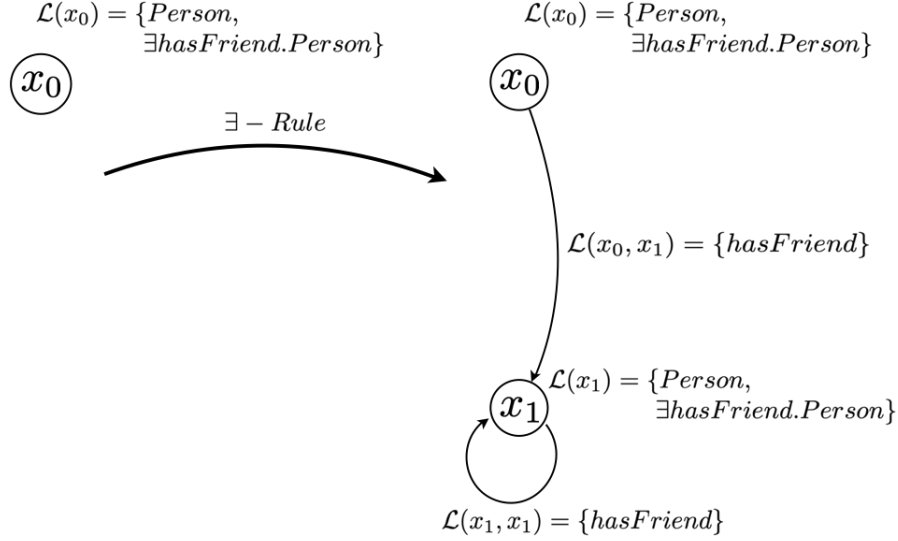 ℒ(x₀) = {Person,
∃hasFriend.Person}
x₀
∃ − Rule
ℒ(x₀) = {Person,
∃hasFriend.Person}
x₀
ℒ(x₀, x₁) = {hasFriend}
ℒ(x₁) = {Person,
∃hasFriend.Person}
x₁
ℒ(x₁, x₁) = {hasFriend}